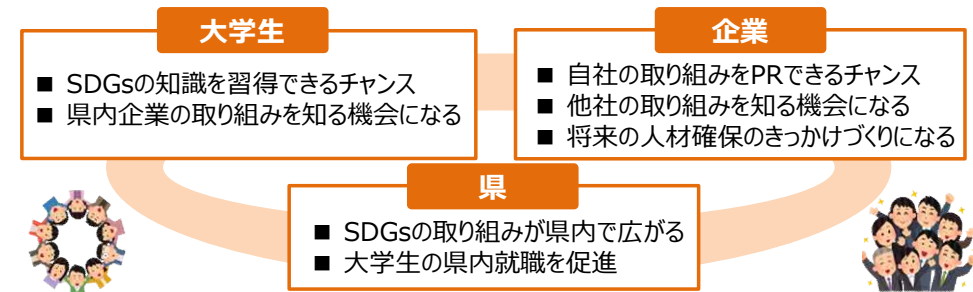 大学生
■ SDGsの知識を習得できるチャンス
■ 県内企業の取り組みを知る機会になる
企業
■ 自社の取り組みをPRできるチャンス
■ 他社の取り組みを知る機会になる
■ 将来の人材確保のきっかけづくりになる
県
■ SDGsの取り組みが県内で広がる
■ 大学生の県内就職を促進